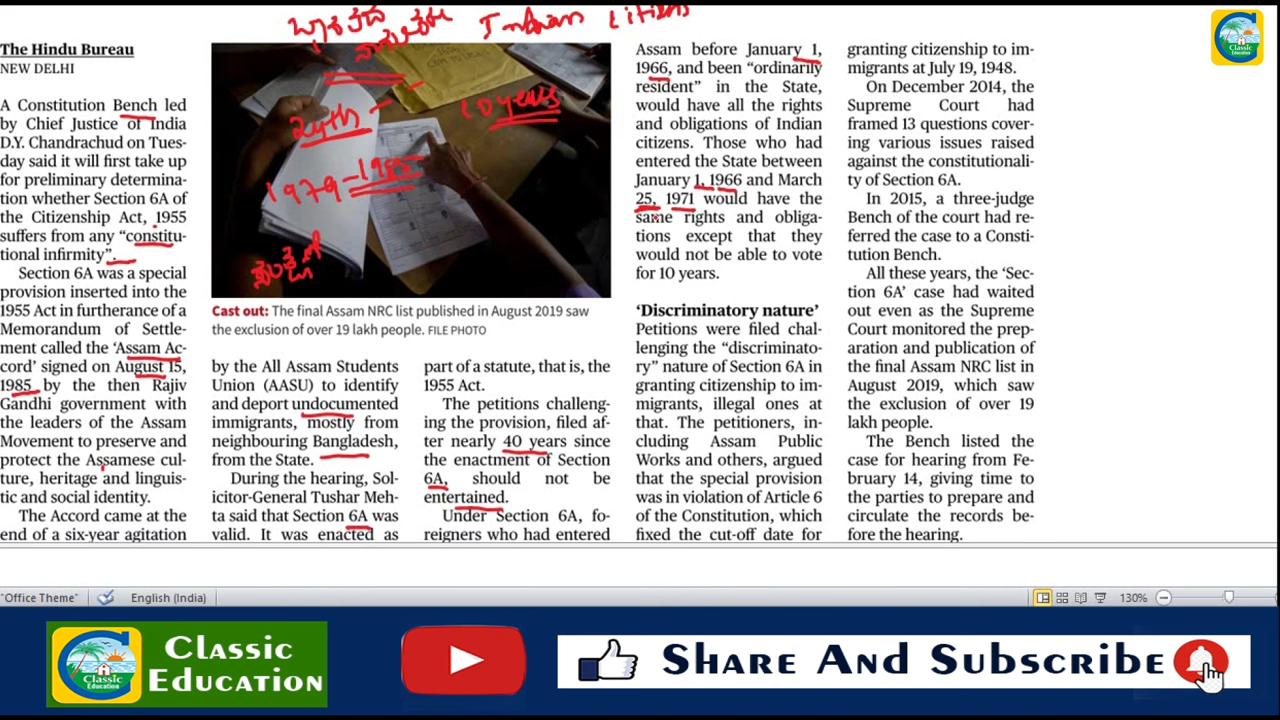 Indian Citizens
24th
10 years
1979-1985
The Hindu Bureau
NEW DELHI
A Constitution Bench led
by Chief Justice of India
D.Y. Chandrachud on Tues-
day said it will first take up
for preliminary determina-
tion whether Section 6A of
the Citizenship Act, 1955
suffers from any “constitu-
tional infirmity”.
Section 6A was a special
provision inserted into the
1955 Act in furtherance of a
Memorandum of Settle-
ment called the ‘Assam Ac-
cord’ signed on August 15,
1985 by the then Rajiv
Gandhi government with
the leaders of the Assam
Movement to preserve and
protect the Assamese cul-
ture, heritage and linguis-
tic and social identity.
The Accord came at the
end of a six-year agitation
Cast out: The final Assam NRC list published in August 2019 saw
the exclusion of over 19 lakh people. FILE PHOTO
by the All Assam Students
Union (AASU) to identify
and deport undocumented
immigrants, mostly from
neighbouring Bangladesh,
from the State.
During the hearing, Sol-
icitor-General Tushar Meh-
ta said that Section 6A was
valid. It was enacted as
part of a statute, that is, the
1955 Act.
The petitions challeng-
ing the provision, filed af-
ter nearly 40 years since
the enactment of Section
6A, should not be
entertained.
Under Section 6A, fo-
reigners who had entered
Assam before January 1,
1966, and been “ordinarily
resident” in the State,
would have all the rights
and obligations of Indian
citizens. Those who had
entered the State between
January 1, 1966 and March
25, 1971 would have the
same rights and obliga-
tions except that they
would not be able to vote
for 10 years.
‘Discriminatory nature’
Petitions were filed chal-
lenging the “discriminato-
ry” nature of Section 6A in
granting citizenship to im-
migrants, illegal ones at
that. The petitioners, in-
cluding Assam Public
Works and others, argued
that the special provision
was in violation of Article 6
of the Constitution, which
fixed the cut-off date for
granting citizenship to im-
migrants at July 19, 1948.
On December 2014, the
Supreme Court had
framed 13 questions cover-
ing various issues raised
against the constitutionali-
ty of Section 6A.
In 2015, a three-judge
Bench of the court had re-
ferred the case to a Consti-
tution Bench.
All these years, the ‘Sec-
tion 6A’ case had waited
out even as the Supreme
Court monitored the prep-
aration and publication of
the final Assam NRC list in
August 2019, which saw
the exclusion of over 19
lakh people.
The Bench listed the
case for hearing from Fe-
bruary 14, giving time to
the parties to prepare and
circulate the records be-
fore the hearing.
Classic
Education
"Office Theme"
English (India)
130%
Classic
Education
Classic
Education
Share And Subscribe